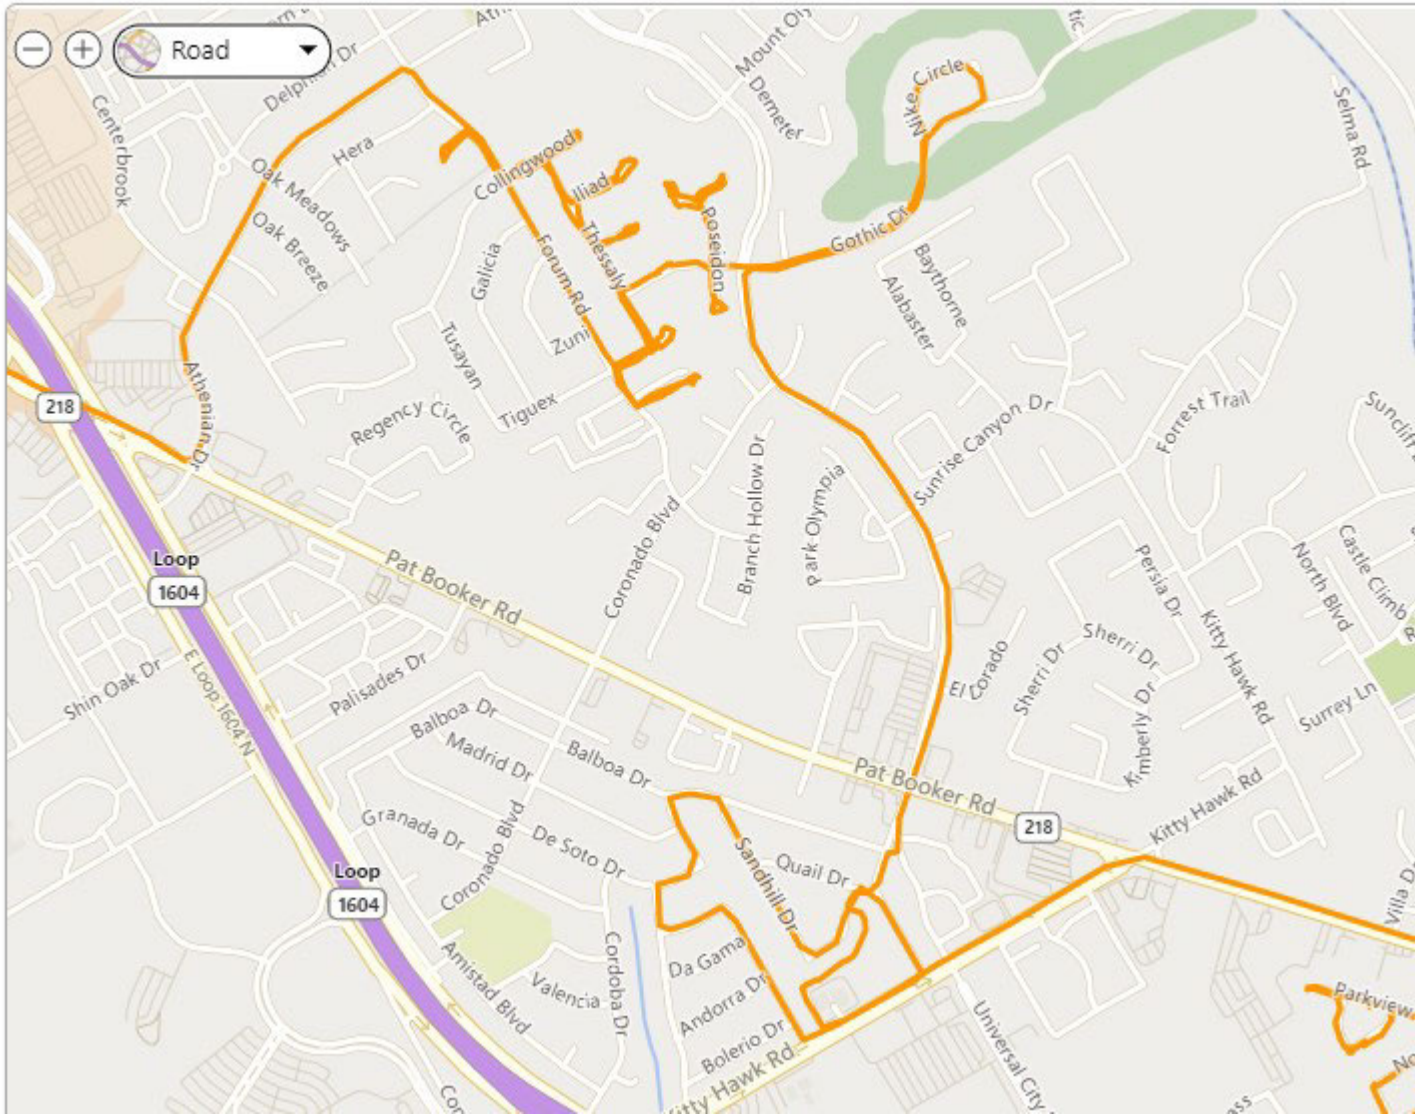 Road
Delphian Dr
Mount Oly
Demeter
tic
Nike Circle
Selma Rd
Centerbrook
Hera
Oak Meadows
Oak Breeze
Collingwood
Iliad
Thessaly
Poseidon
Gothic Dr
Forum Rd
Galicia
Zuni
Tusayan
Tiguex
Baythorne
Alabaster
Athenian Dr
218
Regency Circle
Sunrise Canyon Dr
Forrest Trail
Park Olympia
Branch Hollow Dr
Coronado Blvd
Pat Booker Rd
Loop
1604
E Loop 1604 N
Shin Oak Dr
Palisades Dr
Persia Dr
North Blvd
Castle Climb
Kitty Hawk Rd
Sherri Dr
Sherri Dr
Kimberly Dr
El Dorado
Surrey Ln
Balboa Dr
Madrid Dr
Balboa Dr
Pat Booker Rd
218
Kitty Hawk Rd
Granada Dr
Coronado Blvd
De Soto Dr
Quail Dr
Sandhill Dr
Loop
1604
Villa D
Amistad Blvd
Valencia
Cordoba Dr
Da Gama
Andorra Dr
Bolerio Dr
Kitty Hawk Rd
Universal City
Parkview
No
Cor